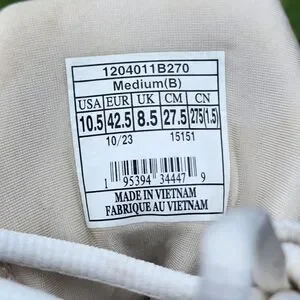 1204011B270
Medium(B)
USA EUR UK CM CN
10.5 42.5 8.5 27.5 275(1.5)
10/23 15151
1 95394 34447 9
MADE IN VIETNAM
FABRIQUE AU VIETNAM